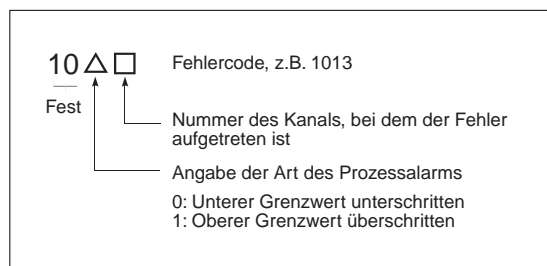 10△□ Fehlercode, z.B. 1013
Fest
Nummer des Kanals, bei dem der Fehler
aufgetreten ist
Angabe der Art des Prozessalarms
0: Unterer Grenzwert unterschritten
1: Oberer Grenzwert überschritten